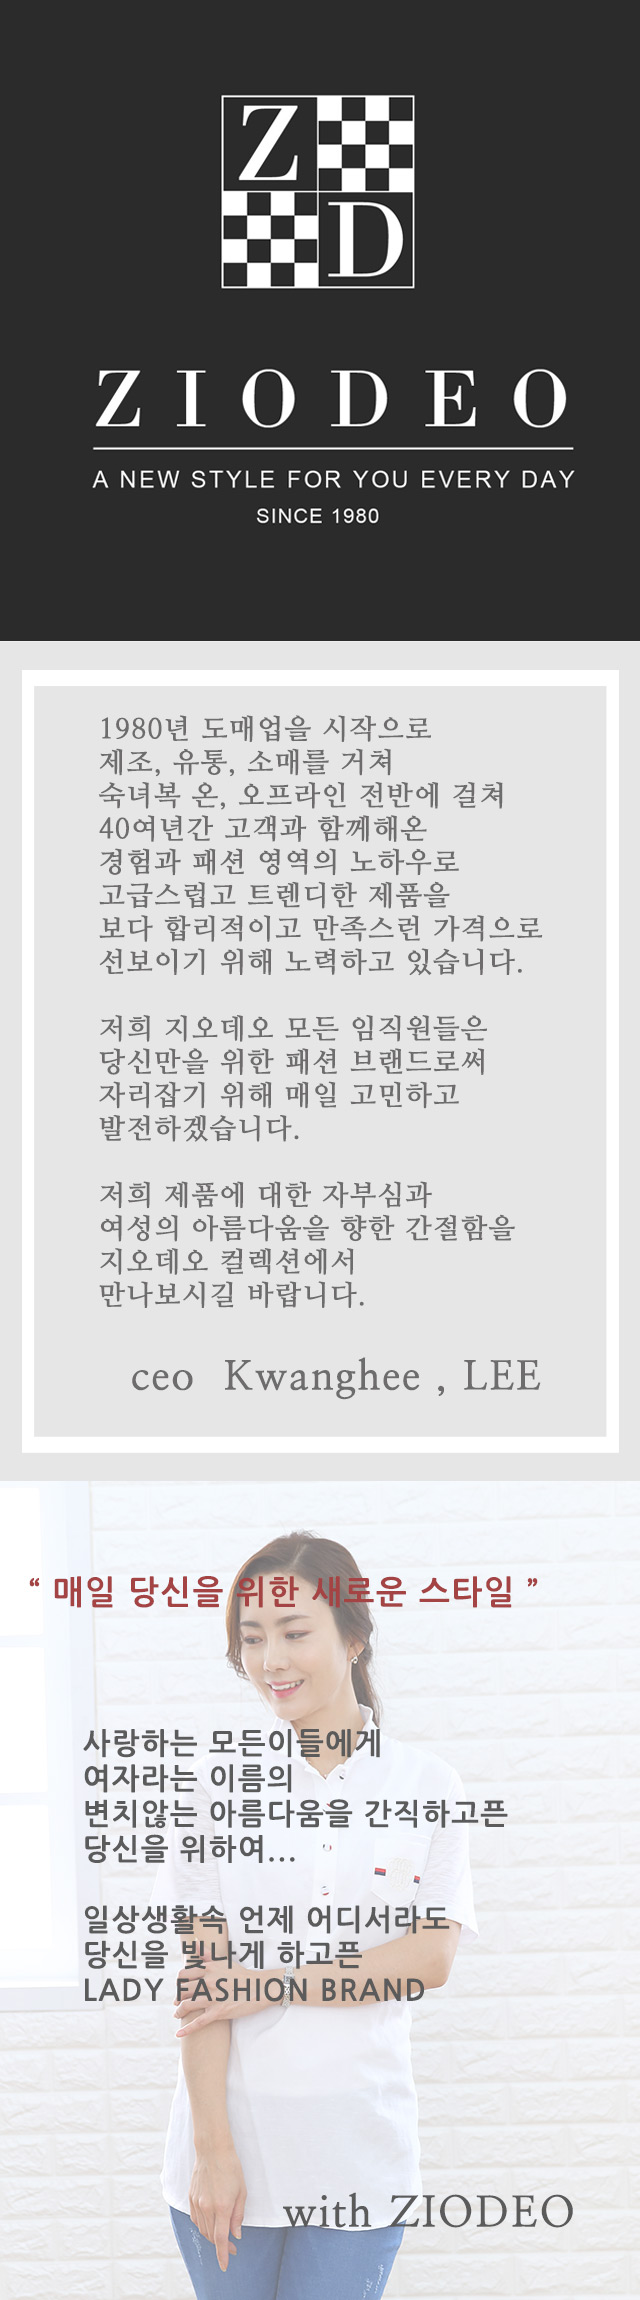 Z
D
ZIODEO
A NEW STYLE FOR YOU EVERY DAY
SINCE 1980
1980년 도매업을 시작으로
제조, 유통, 소매를 거쳐
숙녀복 온, 오프라인 전반에 걸쳐
40여년간 고객과 함께해온
경험과 패션 영역의 노하우로
고급스럽고 트렌디한 제품을
보다 합리적이고 만족스런 가격으로
선보이기 위해 노력하고 있습니다.
저희 지오데오 모든 임직원들은
당신만을 위한 패션 브랜드로써
자리잡기 위해 매일 고민하고
발전하겠습니다.
저희 제품에 대한 자부심과
여성의 아름다움을 향한 간절함을
지오데오 컬렉션에서
만나보시길 바랍니다.
ceo Kwanghee , LEE
“ 매일 당신을 위한 새로운 스타일 ”
사랑하는 모든이들에게
여자라는 이름의
변치않는 아름다움을 간직하고픈
당신을 위하여...
일상생활속 언제 어디서라도
당신을 빛나게 하고픈
LADY FASHION BRAND
with ZIODEO